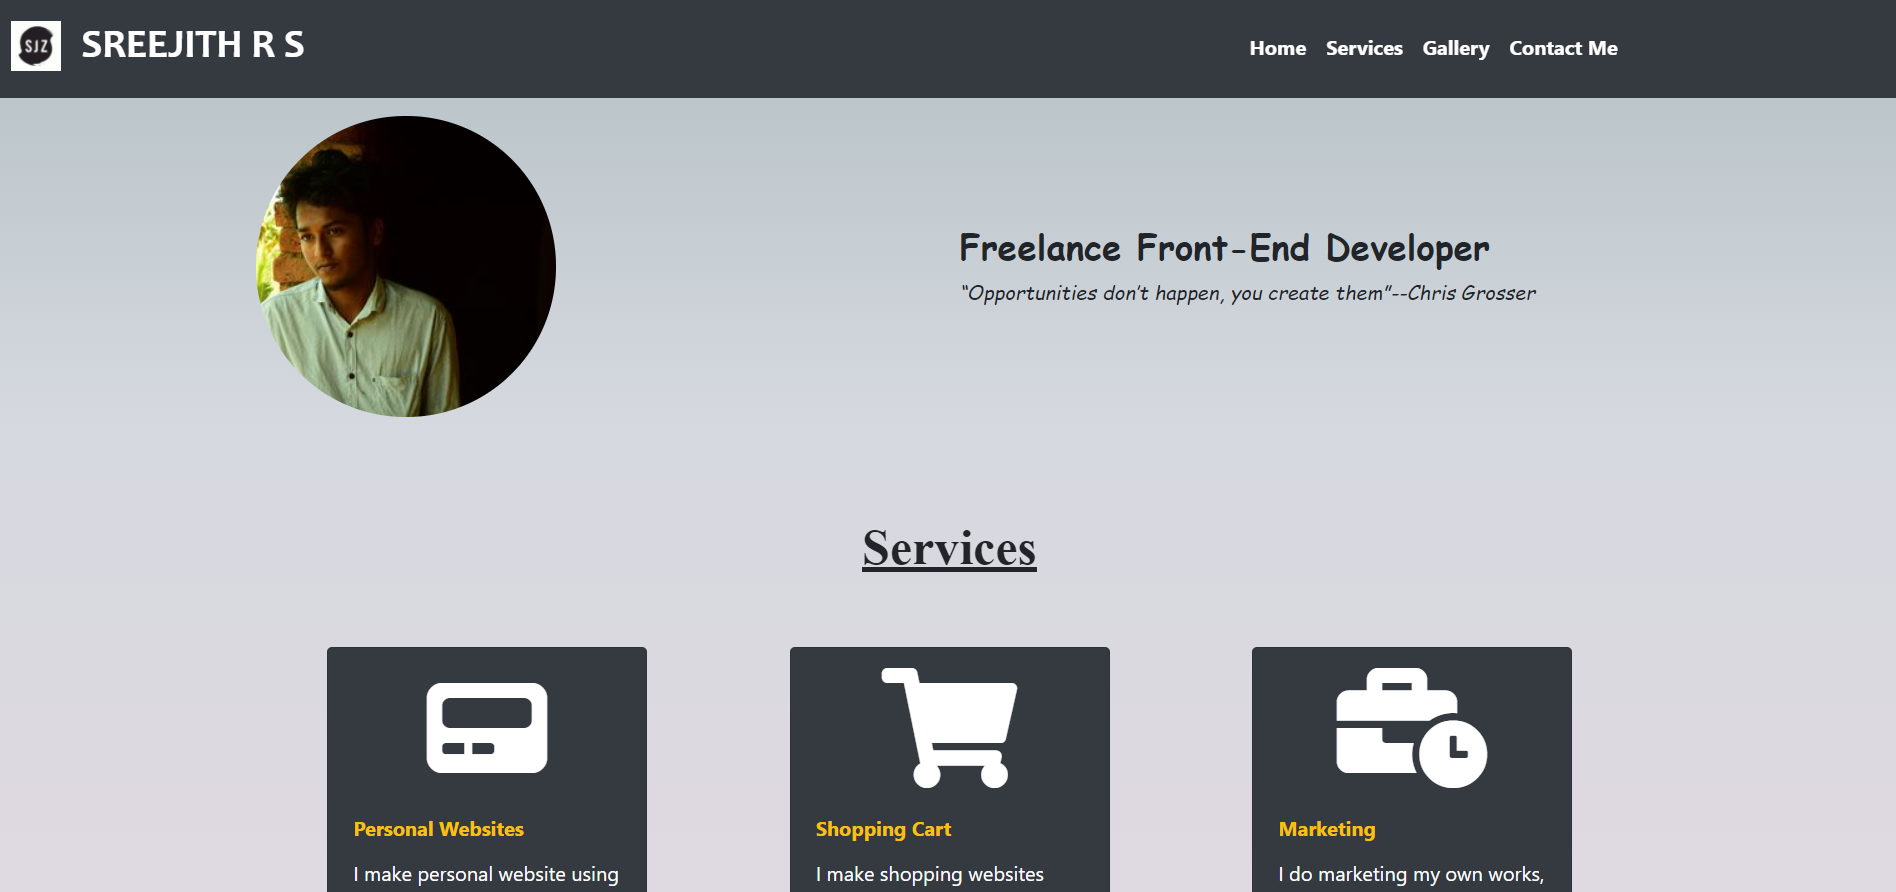 SJZ
SREEJITH R S
Home Services Gallery Contact Me
Freelance Front-End Developer
“Opportunities don’t happen, you create them”--Chris Grosser
Services
Personal Websites
I make personal website using
Shopping Cart
I make shopping websites
Marketing
I do marketing my own works,